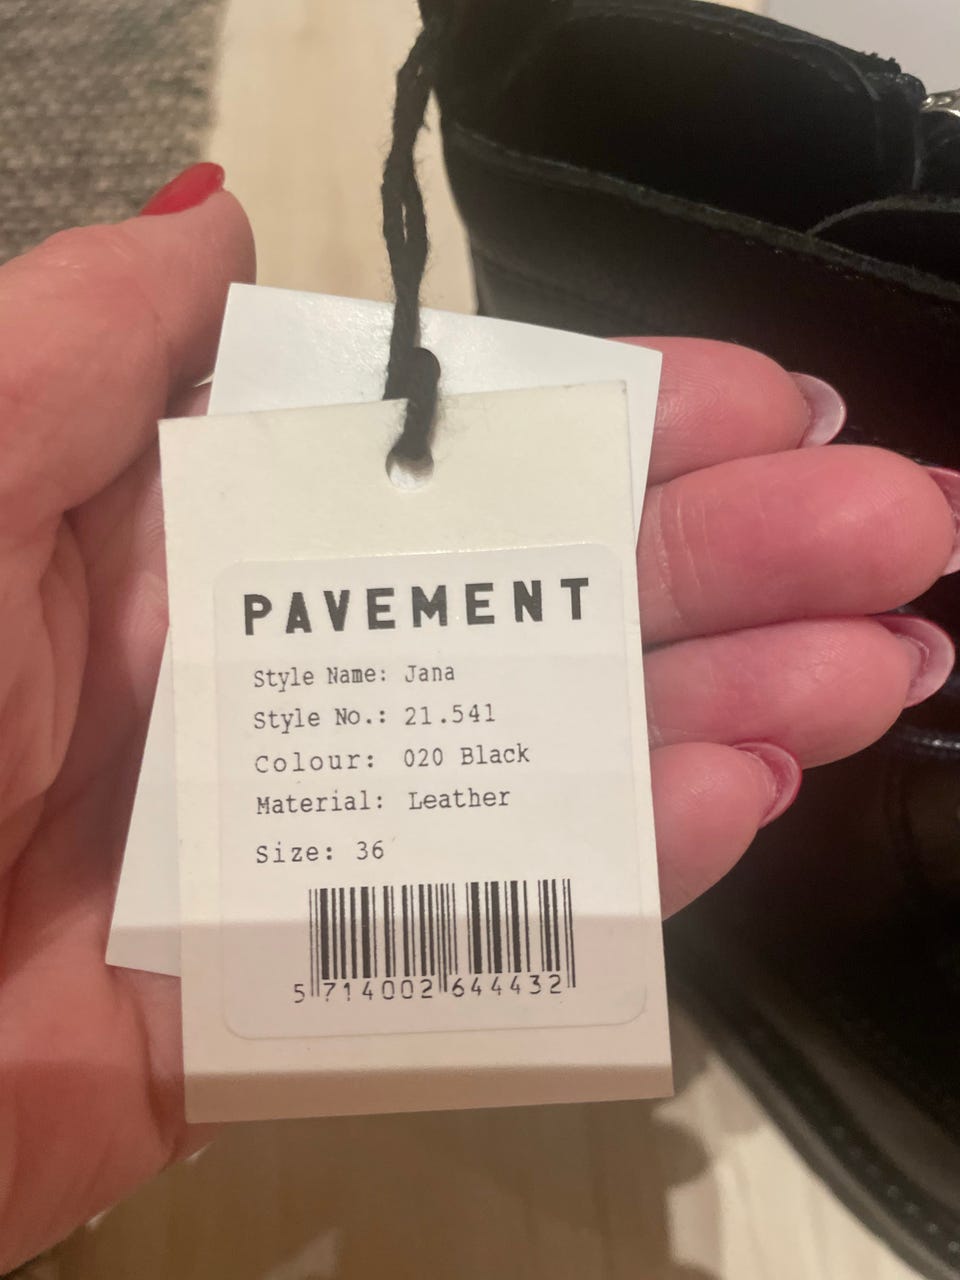 PAVEMENT
Style Name: Jana
Style No.: 21.541
Colour: 020 Black
Material: Leather
Size: 36
5 714002 644432